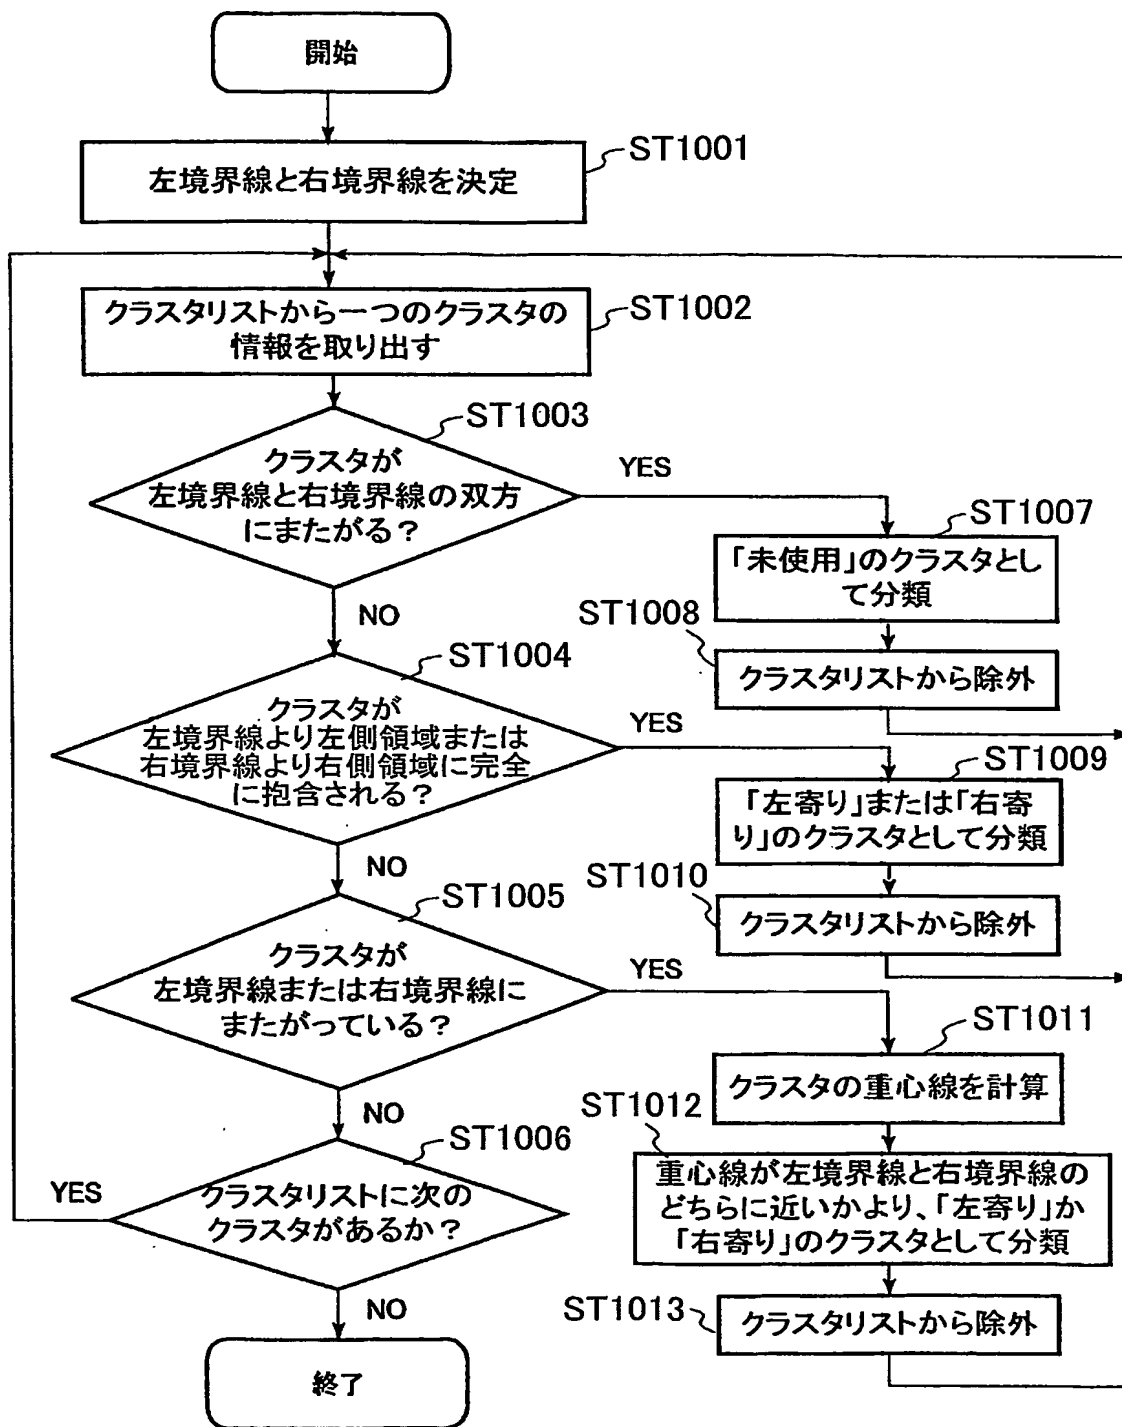 開始
ST1001
左境界線と右境界線を決定
クラスタリストから一つのクラスタの
情報を取り出す
ST1002
ST1003
クラスタが
左境界線と右境界線の双方
にまたがる?
YES
NO
ST1007
「未使用」のクラスタとし
て分類
ST1008
クラスタリストから除外
ST1004
クラスタが
左境界線より左側領域または
右境界線より右側領域に完全
に抱含される?
YES
NO
ST1009
「左寄り」または「右寄
り」のクラスタとして分類
ST1010
クラスタリストから除外
ST1005
クラスタが
左境界線または右境界線に
またがっている?
YES
NO
ST1011
クラスタの重心線を計算
ST1012
重心線が左境界線と右境界線の
どちらに近いかより、「左寄り」か
「右寄り」のクラスタとして分類
ST1013
クラスタリストから除外
ST1006
クラスタリストに次の
クラスタがあるか?
YES
NO
終了